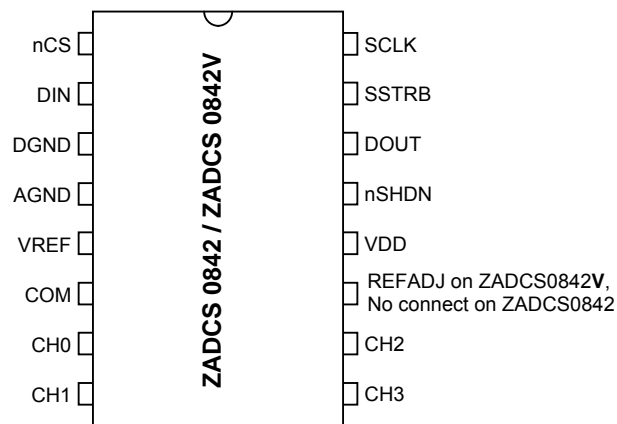 nCS
DIN
DGND
AGND
VREF
COM
CH0
CH1
ZADCS 0842 / ZADCS 0842V
SCLK
SSTRB
DOUT
nSHDN
VDD
REFADJ on ZADCS0842V,
No connect on ZADCS0842
CH2
CH3